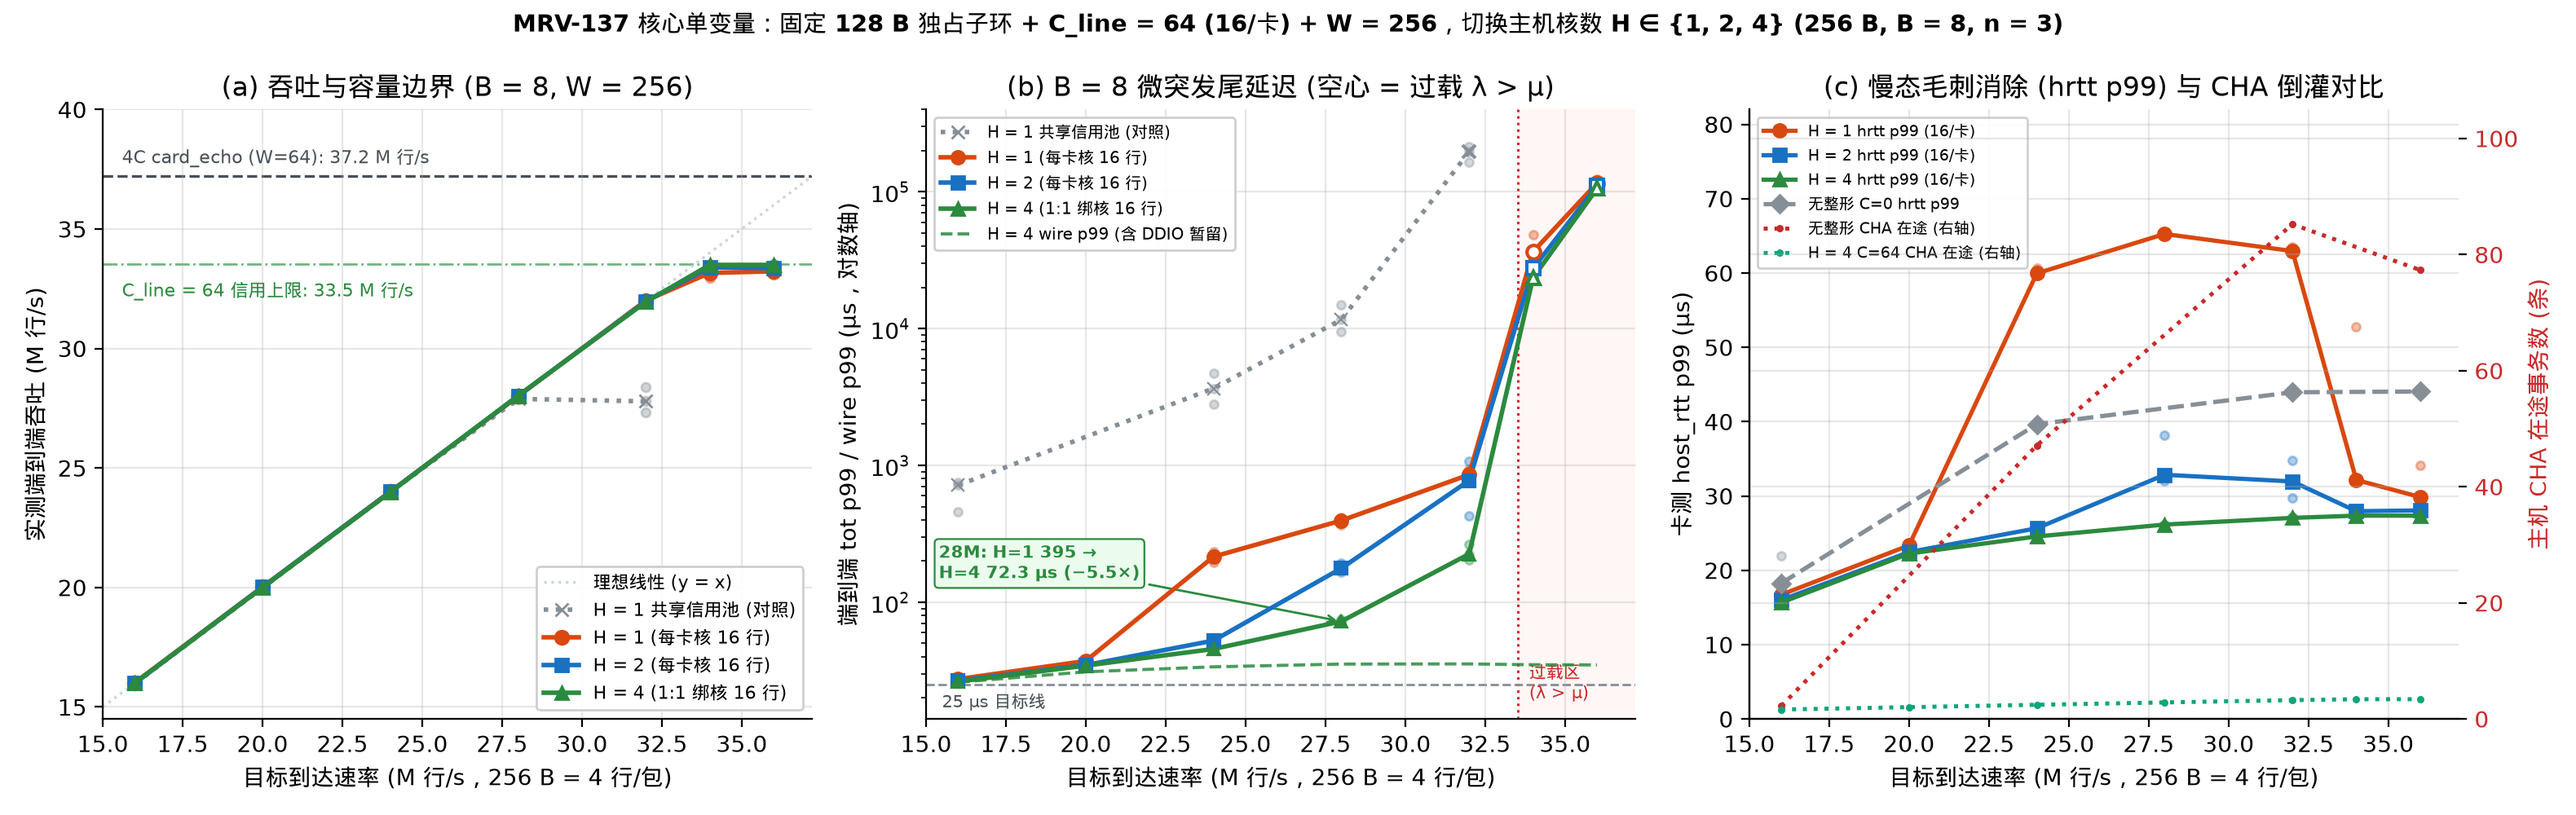 MRV-137 核心单变量：固定 128 B 独占子环 + C_line = 64 (16/卡) + W = 256，切换主机核数 H ∈ {1, 2, 4} (256 B, B = 8, n = 3)
(a) 吞吐与容量边界 (B = 8, W = 256)
实测端到端吞吐 (M 行/s)
40
35
30
25
20
15
4C card_echo (W=64): 37.2 M 行/s
C_line = 64 信用上限: 33.5 M 行/s
理想线性 (y = x)
H = 1 共享信用池 (对照)
H = 1 (每卡核 16 行)
H = 2 (每卡核 16 行)
H = 4 (1:1 绑核 16 行)
15.0 17.5 20.0 22.5 25.0 27.5 30.0 32.5 35.0
目标到达速率 (M 行/s , 256 B = 4 行/包)
(b) B = 8 微突发尾延迟 (空心 = 过载 λ > μ)
端到端 tot p99 / wire p99 (μs , 对数轴)
10⁵
10⁴
10³
10²
H = 1 共享信用池 (对照)
H = 1 (每卡核 16 行)
H = 2 (每卡核 16 行)
H = 4 (1:1 绑核 16 行)
H = 4 wire p99 (含 DDIO 暂留)
28M: H=1 395 →
H=4 72.3 μs (−5.5×)
25 μs 目标线
过载区
(λ > μ)
15.0 17.5 20.0 22.5 25.0 27.5 30.0 32.5 35.0
目标到达速率 (M 行/s , 256 B = 4 行/包)
(c) 慢态毛刺消除 (hrtt p99) 与 CHA 倒灌对比
卡测 host_rtt p99 (μs)
80
70
60
50
40
30
20
10
0
H = 1 hrtt p99 (16/卡)
H = 2 hrtt p99 (16/卡)
H = 4 hrtt p99 (16/卡)
无整形 C=0 hrtt p99
无整形 CHA 在途 (右轴)
H = 4 C=64 CHA 在途 (右轴)
100
80
60
40
20
0
主机 CHA 在途事务数 (条)
15.0 17.5 20.0 22.5 25.0 27.5 30.0 32.5 35.0
目标到达速率 (M 行/s , 256 B = 4 行/包)